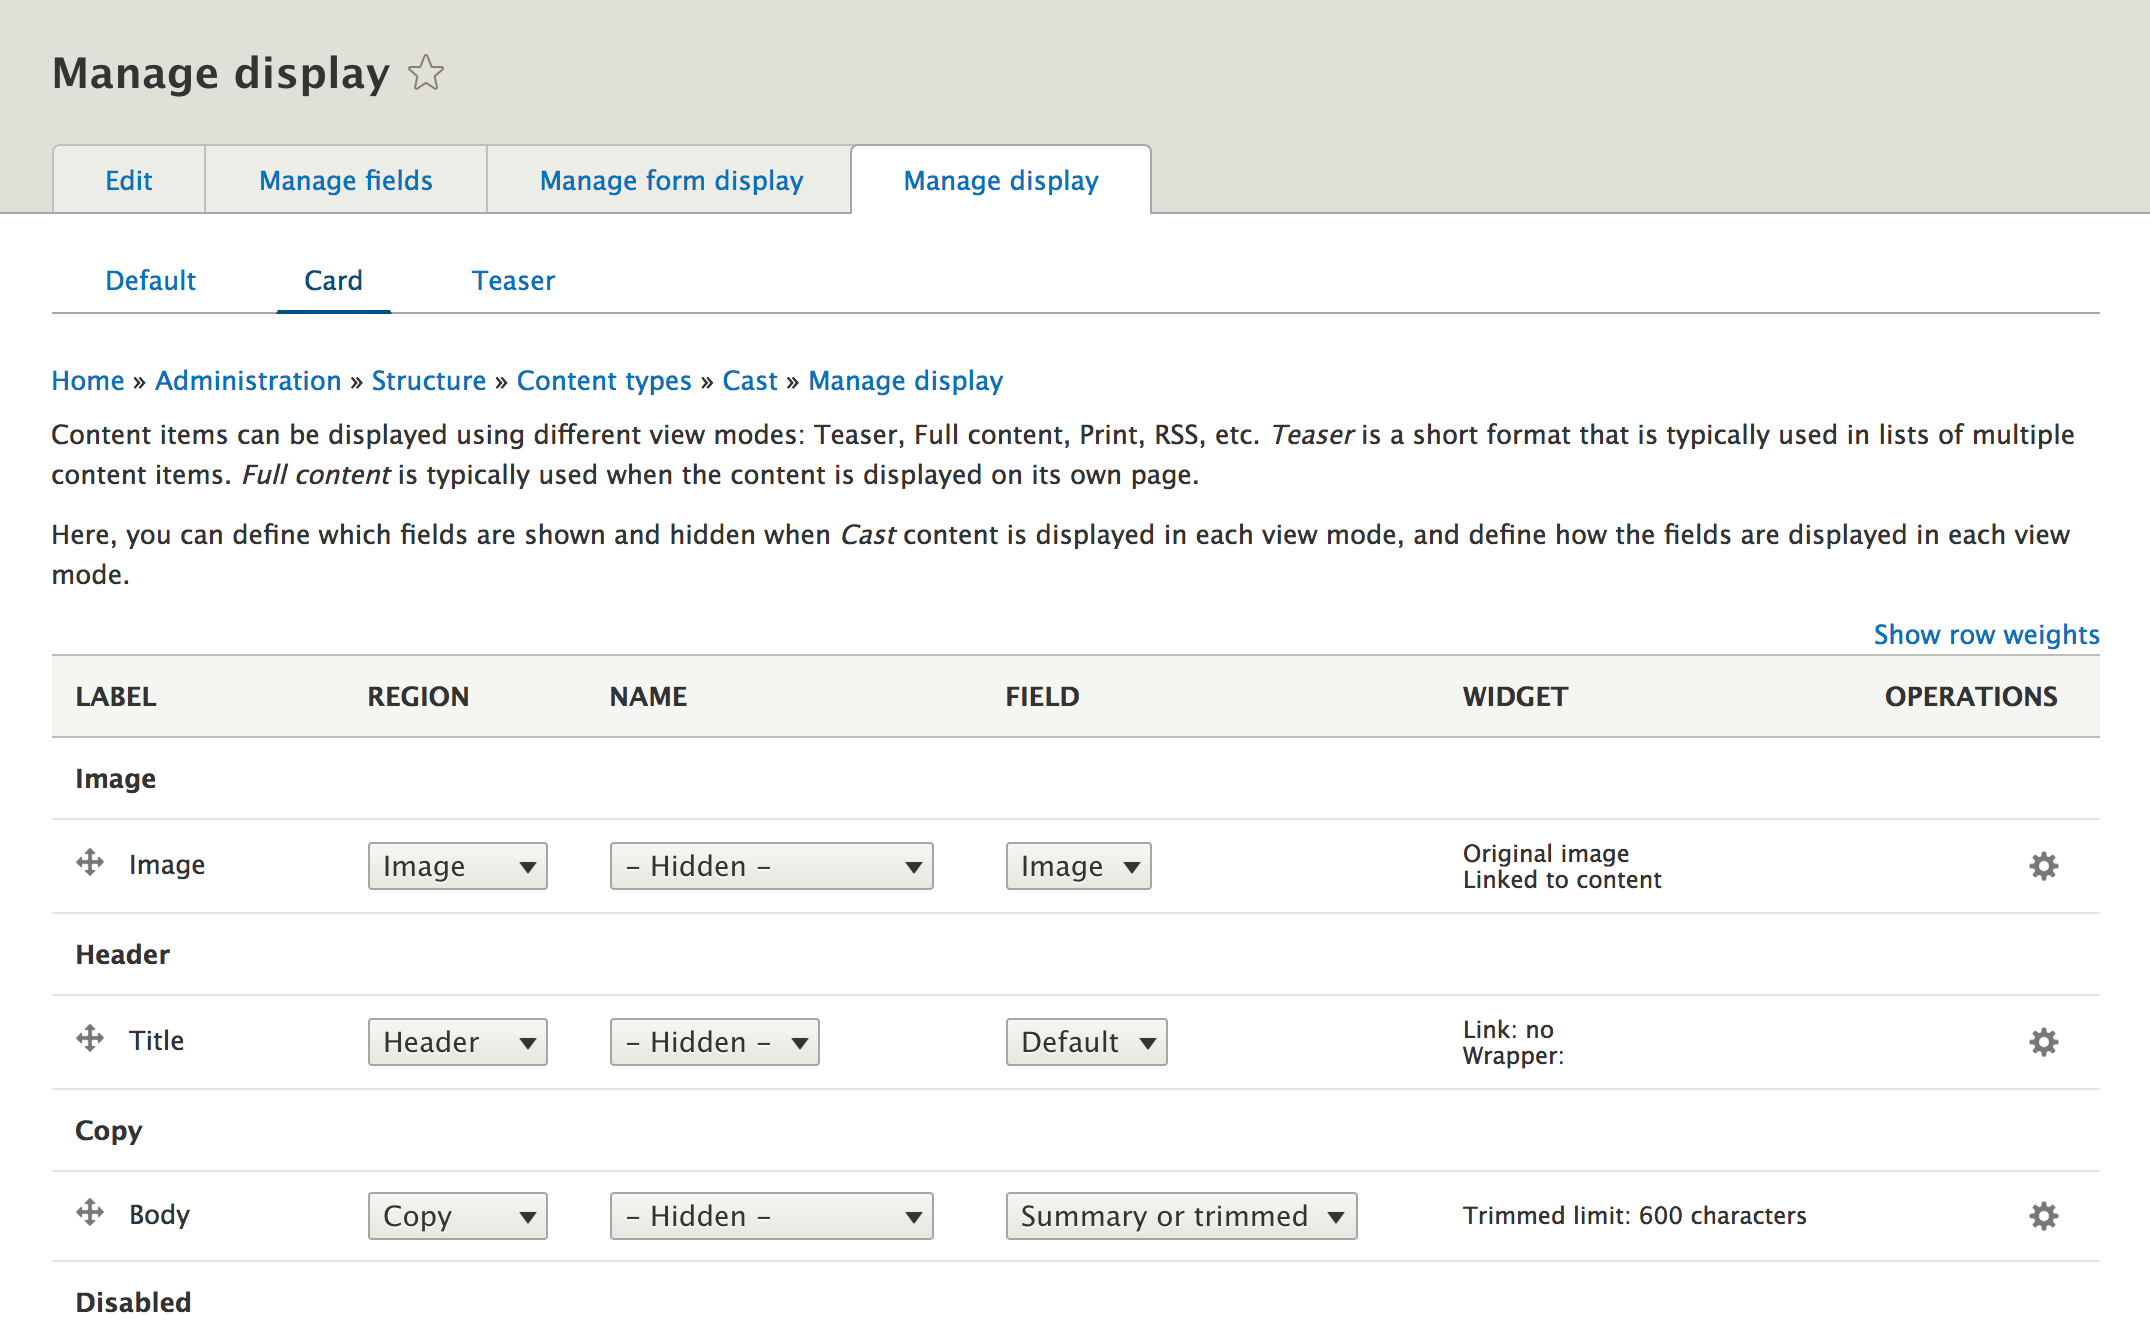 Manage display
Edit Manage fields Manage form display Manage display
Default Card Teaser
Home » Administration » Structure » Content types » Cast » Manage display
Content items can be displayed using different view modes: Teaser, Full content, Print, RSS, etc. Teaser is a short format that is typically used in lists of multiple
content items. Full content is typically used when the content is displayed on its own page.
Here, you can define which fields are shown and hidden when Cast content is displayed in each view mode, and define how the fields are displayed in each view
mode.
Show row weights
LABEL REGION NAME FIELD WIDGET OPERATIONS
Image
Image Image – Hidden – Image Original image
Linked to content
Header
Title Header – Hidden – Default Link: no
Wrapper:
Copy
Body Copy – Hidden – Summary or trimmed Trimmed limit: 600 characters
Disabled